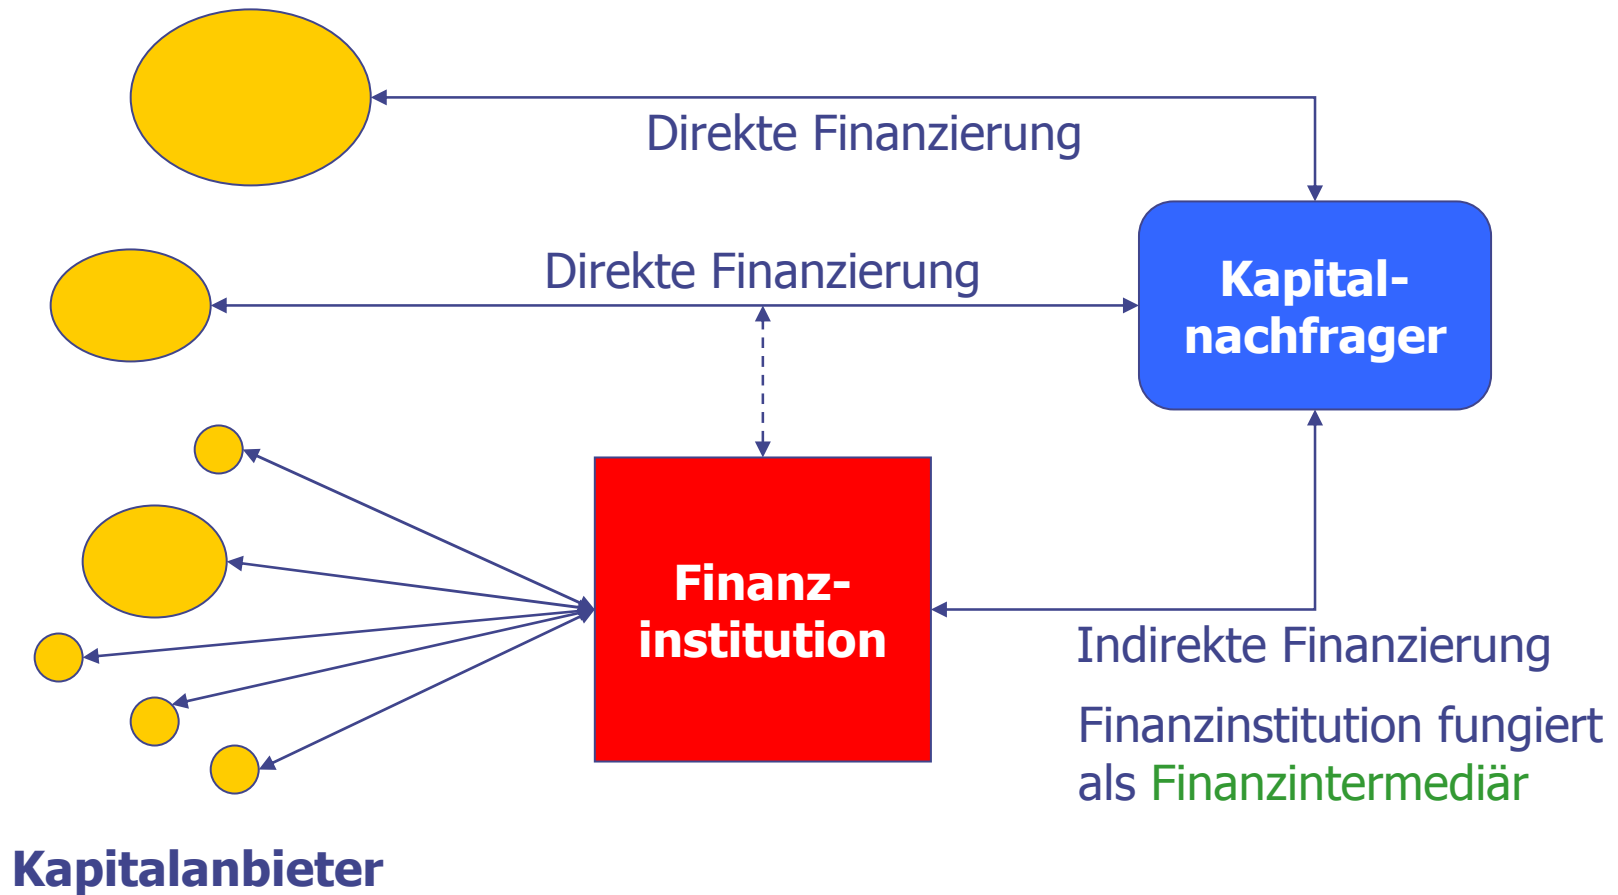 Direkte Finanzierung
Direkte Finanzierung
Kapital-
nachfrager
Finanz-
institution
Indirekte Finanzierung
Finanzinstitution fungiert
als Finanzintermediär
Kapitalanbieter